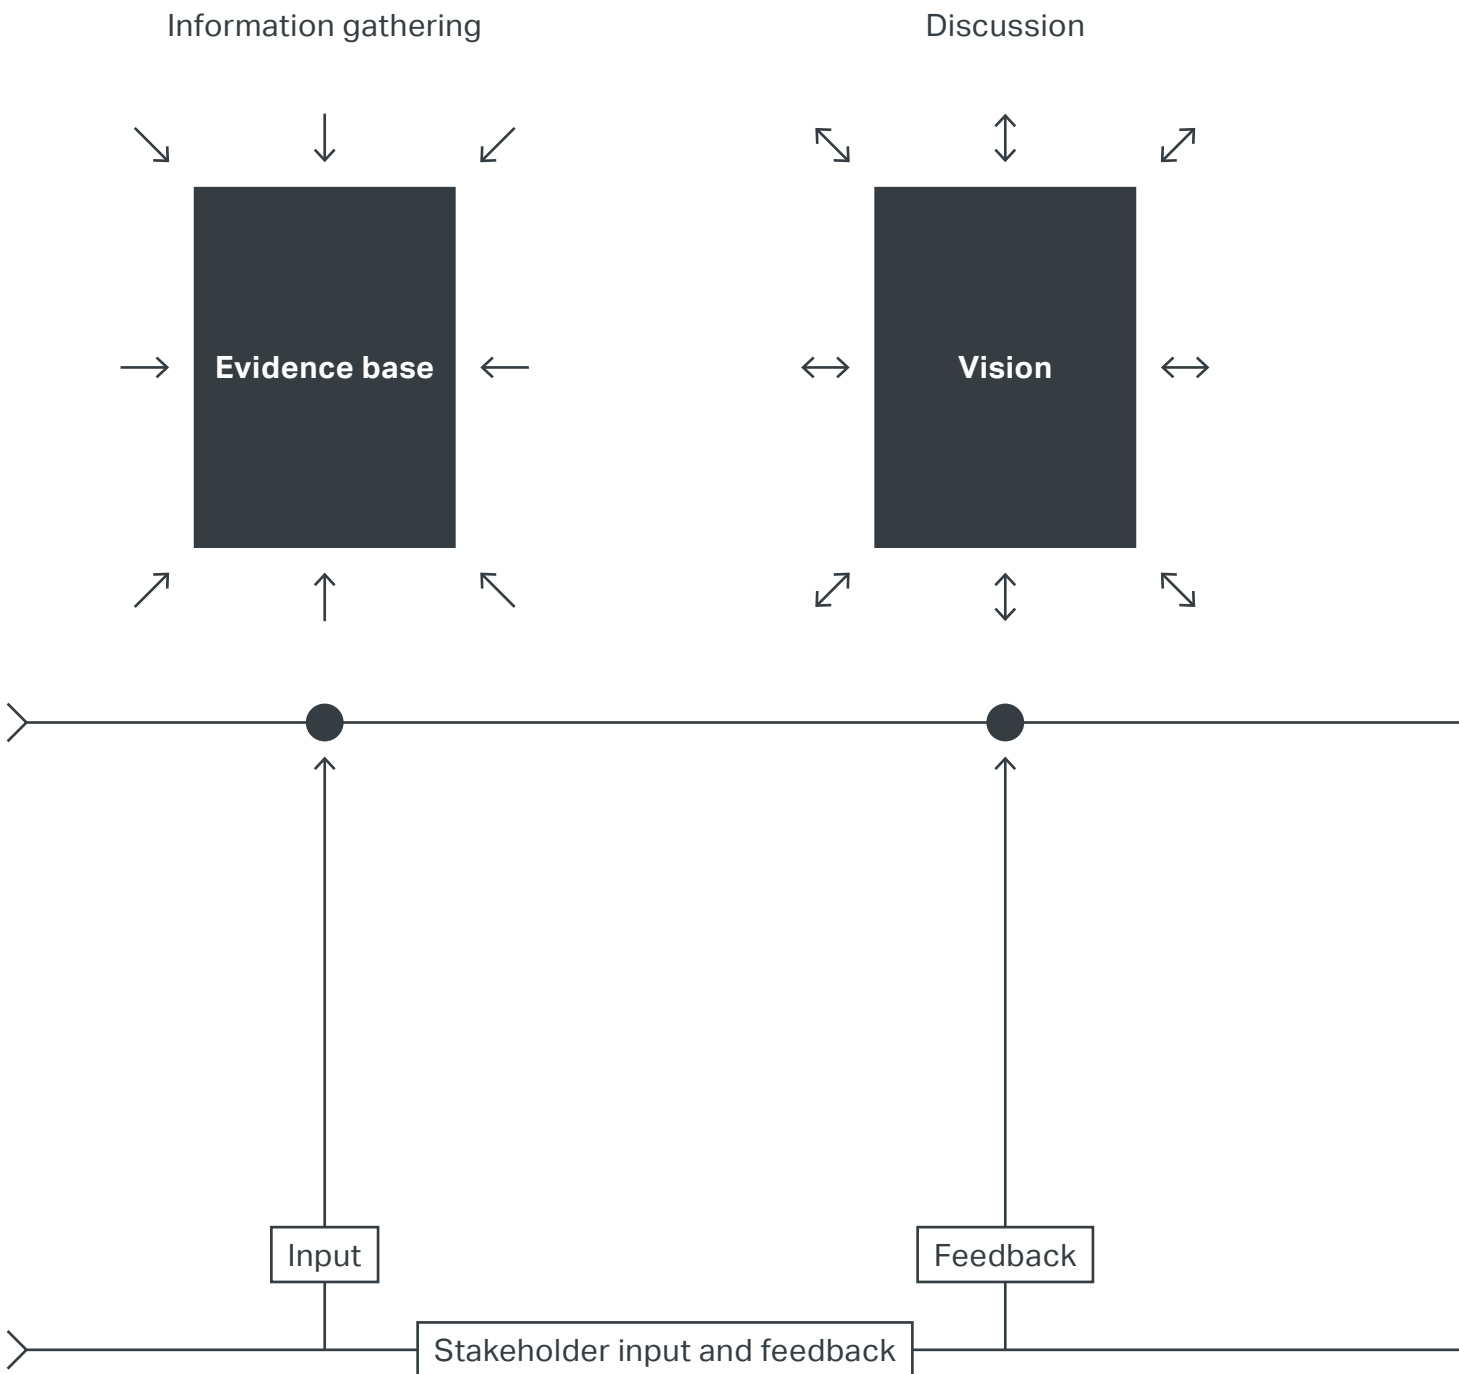 Information gathering
Discussion
Evidence base
Vision
Input
Feedback
Stakeholder input and feedback